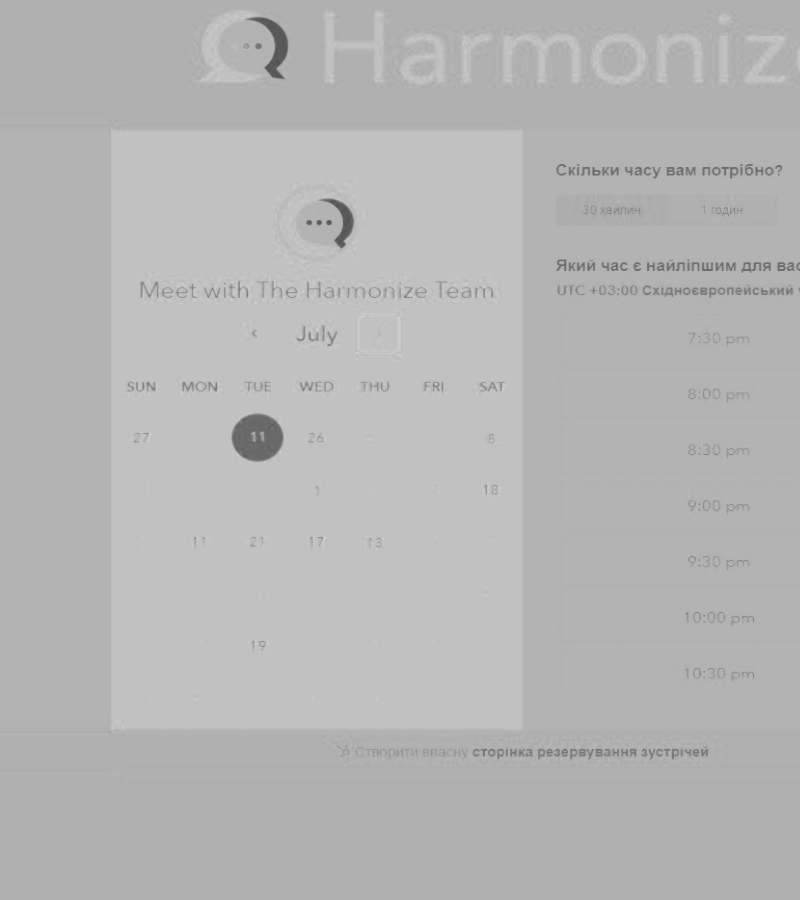 Harmonize
Meet with The Harmonize Team
‹ July ›
SUN MON TUE WED THU FRI SAT
27 11 26 8
1 18
11 21 17 13
19
Скільки часу вам потрібно?
30 хвилин 1 годин
Який час є найліпшим для вас
UTC +03:00 Східноєвропейський
7:30 pm
8:00 pm
8:30 pm
9:00 pm
9:30 pm
10:00 pm
10:30 pm
Створити власну сторінка резервування зустрічей